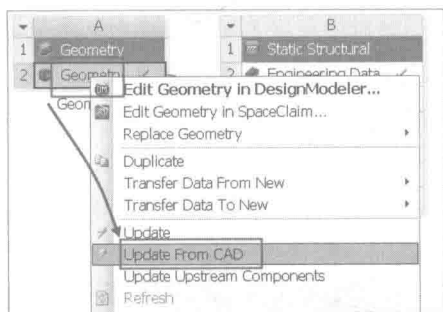 A
B
1 Geometry
1 Static Structural
2 Geometry
2 Engineering Data
Geom
Edit Geometry in DesignModeler...
Edit Geometry in SpaceClaim...
Replace Geometry
Duplicate
Transfer Data From New
Transfer Data To New
Update
Update From CAD
Update Upstream Components
Refresh